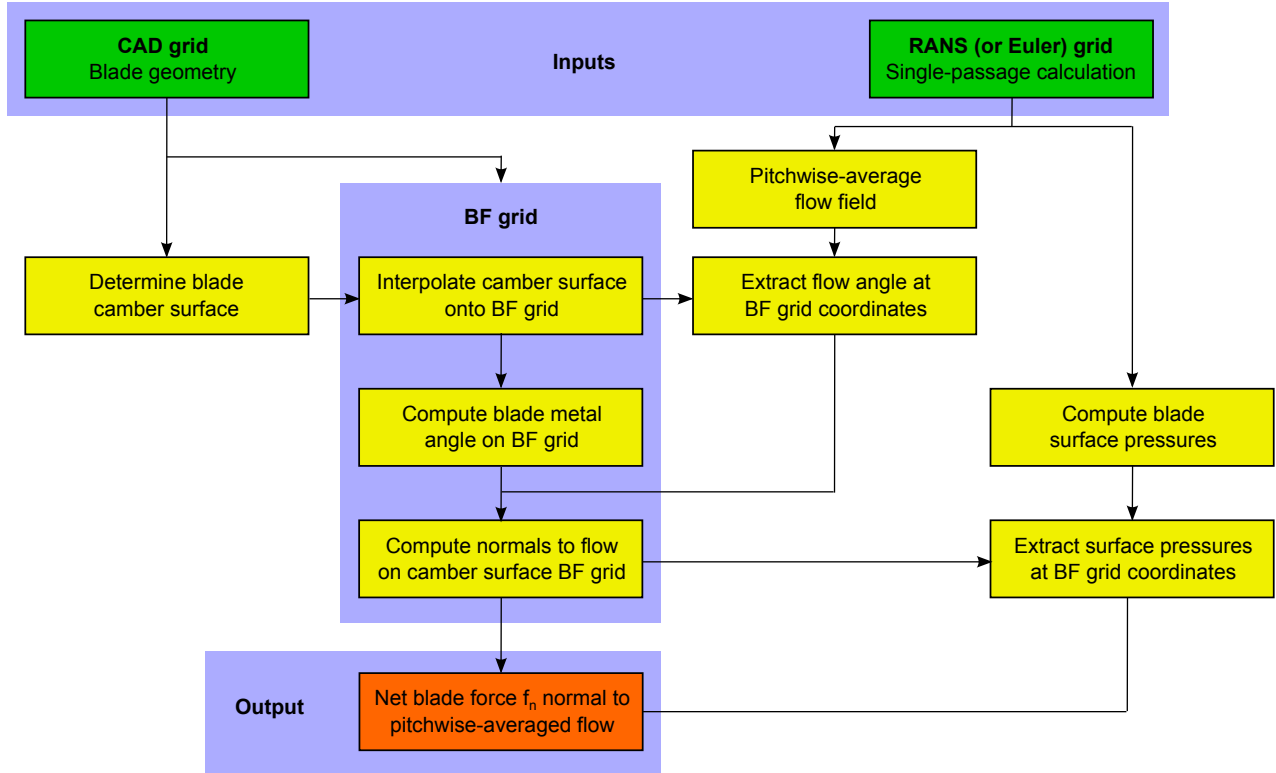 CAD grid
Blade geometry
Inputs
RANS (or Euler) grid
Single-passage calculation
Pitchwise-average
flow field
BF grid
Determine blade
camber surface
Interpolate camber surface
onto BF grid
Extract flow angle at
BF grid coordinates
Compute blade metal
angle on BF grid
Compute blade
surface pressures
Compute normals to flow
on camber surface BF grid
Extract surface pressures
at BF grid coordinates
Output
Net blade force fn normal to
pitchwise-averaged flow